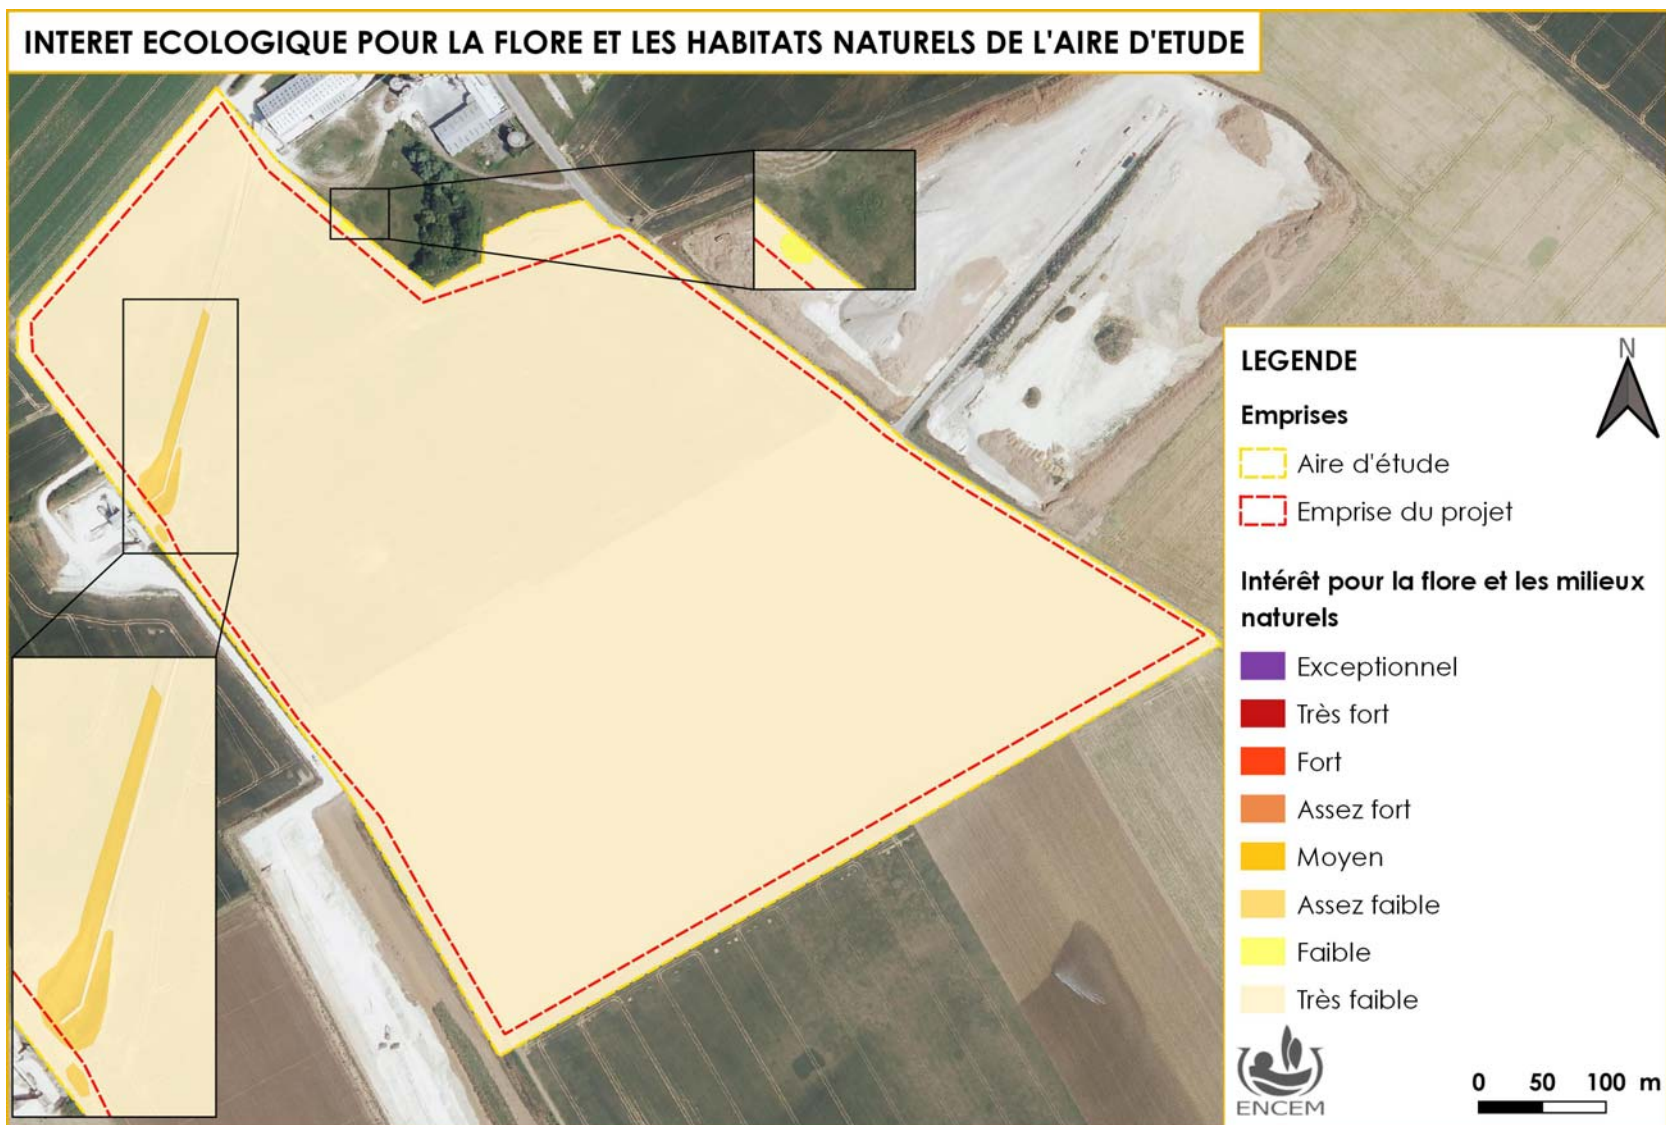 INTERET ECOLOGIQUE POUR LA FLORE ET LES HABITATS NATURELS DE L'AIRE D'ETUDE
LEGENDE
N
Emprises
Aire d'étude
Emprise du projet
Intérêt pour la flore et les milieux
naturels
Exceptionnel
Très fort
Fort
Assez fort
Moyen
Assez faible
Faible
Très faible
ENCEM
0 50 100 m